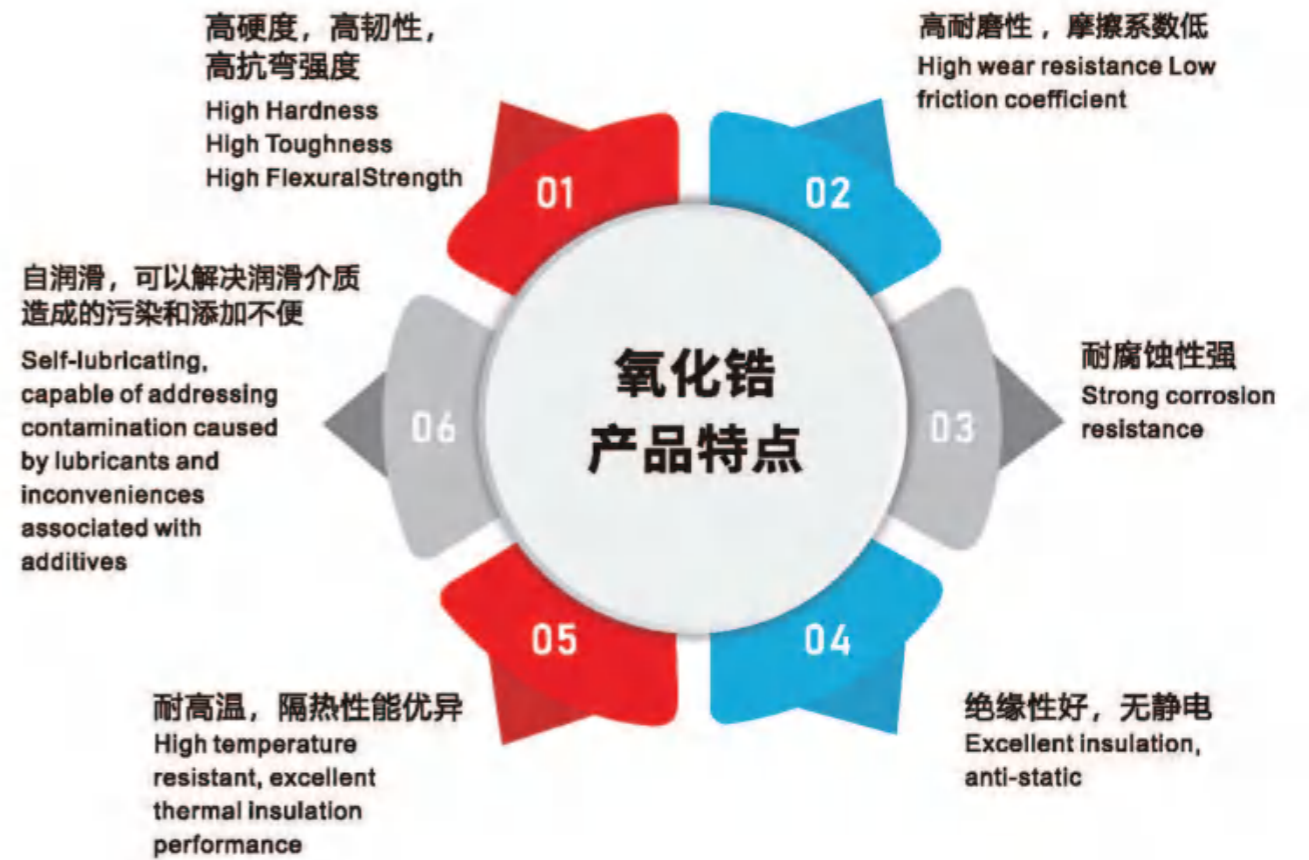 高硬度，高韧性，
高抗弯强度
High Hardness
High Toughness
High FlexuralStrength
01
高耐磨性，摩擦系数低
High wear resistance Low
friction coefficient
02
耐腐蚀性强
Strong corrosion
resistance
03
绝缘性好，无静电
Excellent insulation,
anti-static
04
耐高温，隔热性能优异
High temperature
resistant, excellent
thermal insulation
performance
05
自润滑，可以解决润滑介质
造成的污染和添加不便
Self-lubricating,
capable of addressing
contamination caused
by lubricants and
inconveniences
associated with
additives
06
氧化锆
产品特点